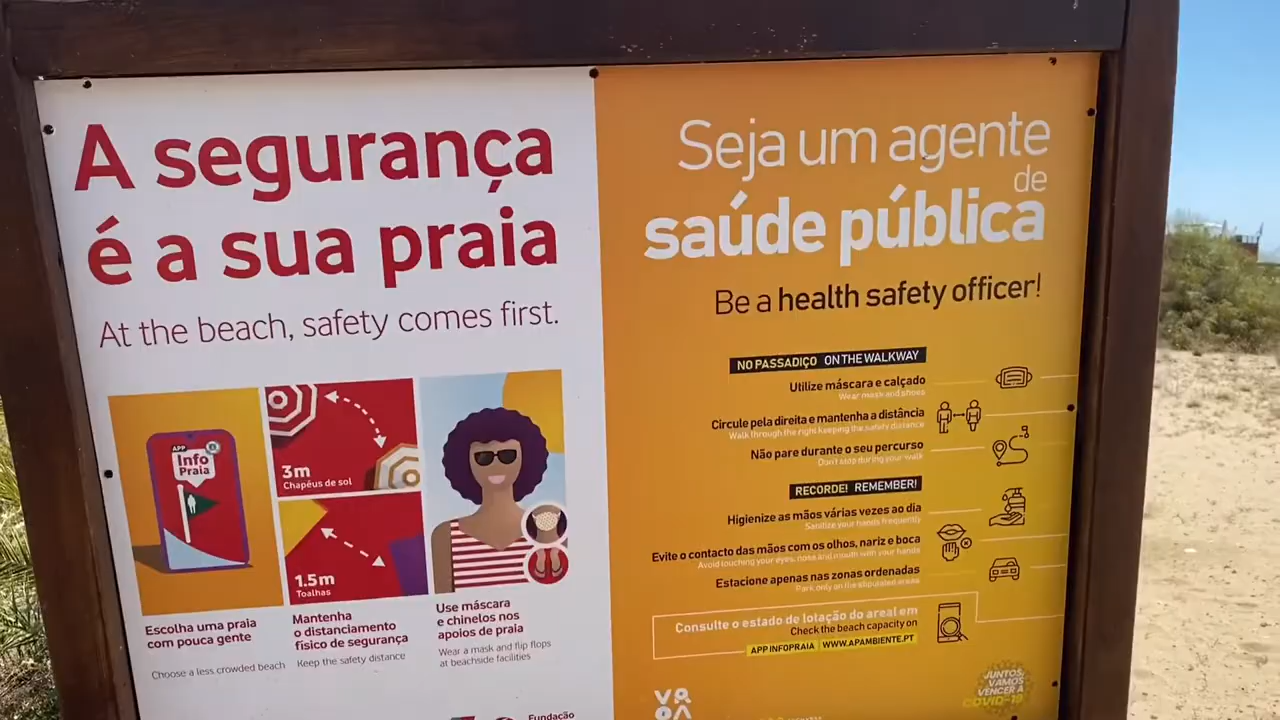 A segurança
é a sua praia
At the beach, safety comes first.
APP
Info
Praia
3m
Chapéus de sol
1.5m
Toalhas
Escolha uma praia
com pouca gente
Choose a less crowded beach
Mantenha
o distanciamento
físico de segurança
Keep the safety distance
Use máscara
e chinelos nos
apoios de praia
Wear a mask and flip flops
at beachside facilities
Fundação
Seja um agente
de
saúde pública
Be a health safety officer!
NO PASSADIÇO ON THE WALKWAY
Utilize máscara e calçado
Wear mask and shoes
Circule pela direita e mantenha a distância
Walk through the right keeping the safety distance
Não pare durante o seu percurso
Don't stop during your walk
RECORDE! REMEMBER!
Higienize as mãos várias vezes ao dia
Sanitize your hands frequently
Evite o contacto das mãos com os olhos, nariz e boca
Avoid touching your eyes, nose and mouth with your hands
Estacione apenas nas zonas ordenadas
Park only on the stipulated areas
Consulte o estado de lotação do areal em
Check the beach capacity on
APP INFOPRAIA | WWW.APAMBIENTE.PT
JUNTOS,
VAMOS
VENCER A
COVID-19